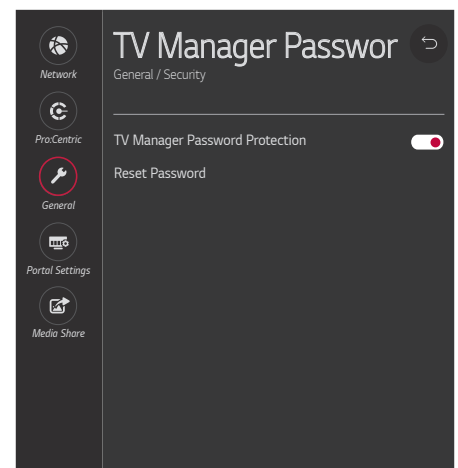 TV Manager Passwor
General / Security
TV Manager Password Protection
Reset Password
Network
Pro:Centric
General
Portal Settings
Media Share